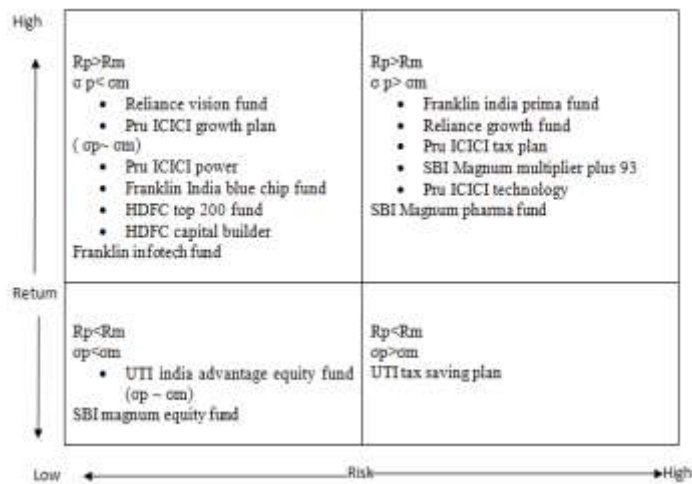 High
Rp>Rm
σ p< σm
• Reliance vision fund
• Pru ICICI growth plan
( σp~ σm)
• Pru ICICI power
• Franklin India blue chip fund
• HDFC top 200 fund
• HDFC capital builder
Franklin infotech fund
Rp>Rm
σ p> σm
• Franklin india prima fund
• Reliance growth fund
• Pru ICICI tax plan
• SBI Magnum multiplier plus 93
• Pru ICICI technology
SBI Magnum pharma fund
Return
Rp<Rm
σp<σm
• UTI india advantage equity fund
(σp ~ σm)
SBI magnum equity fund
Rp<Rm
σp>σm
UTI tax saving plan
Low
Risk
High